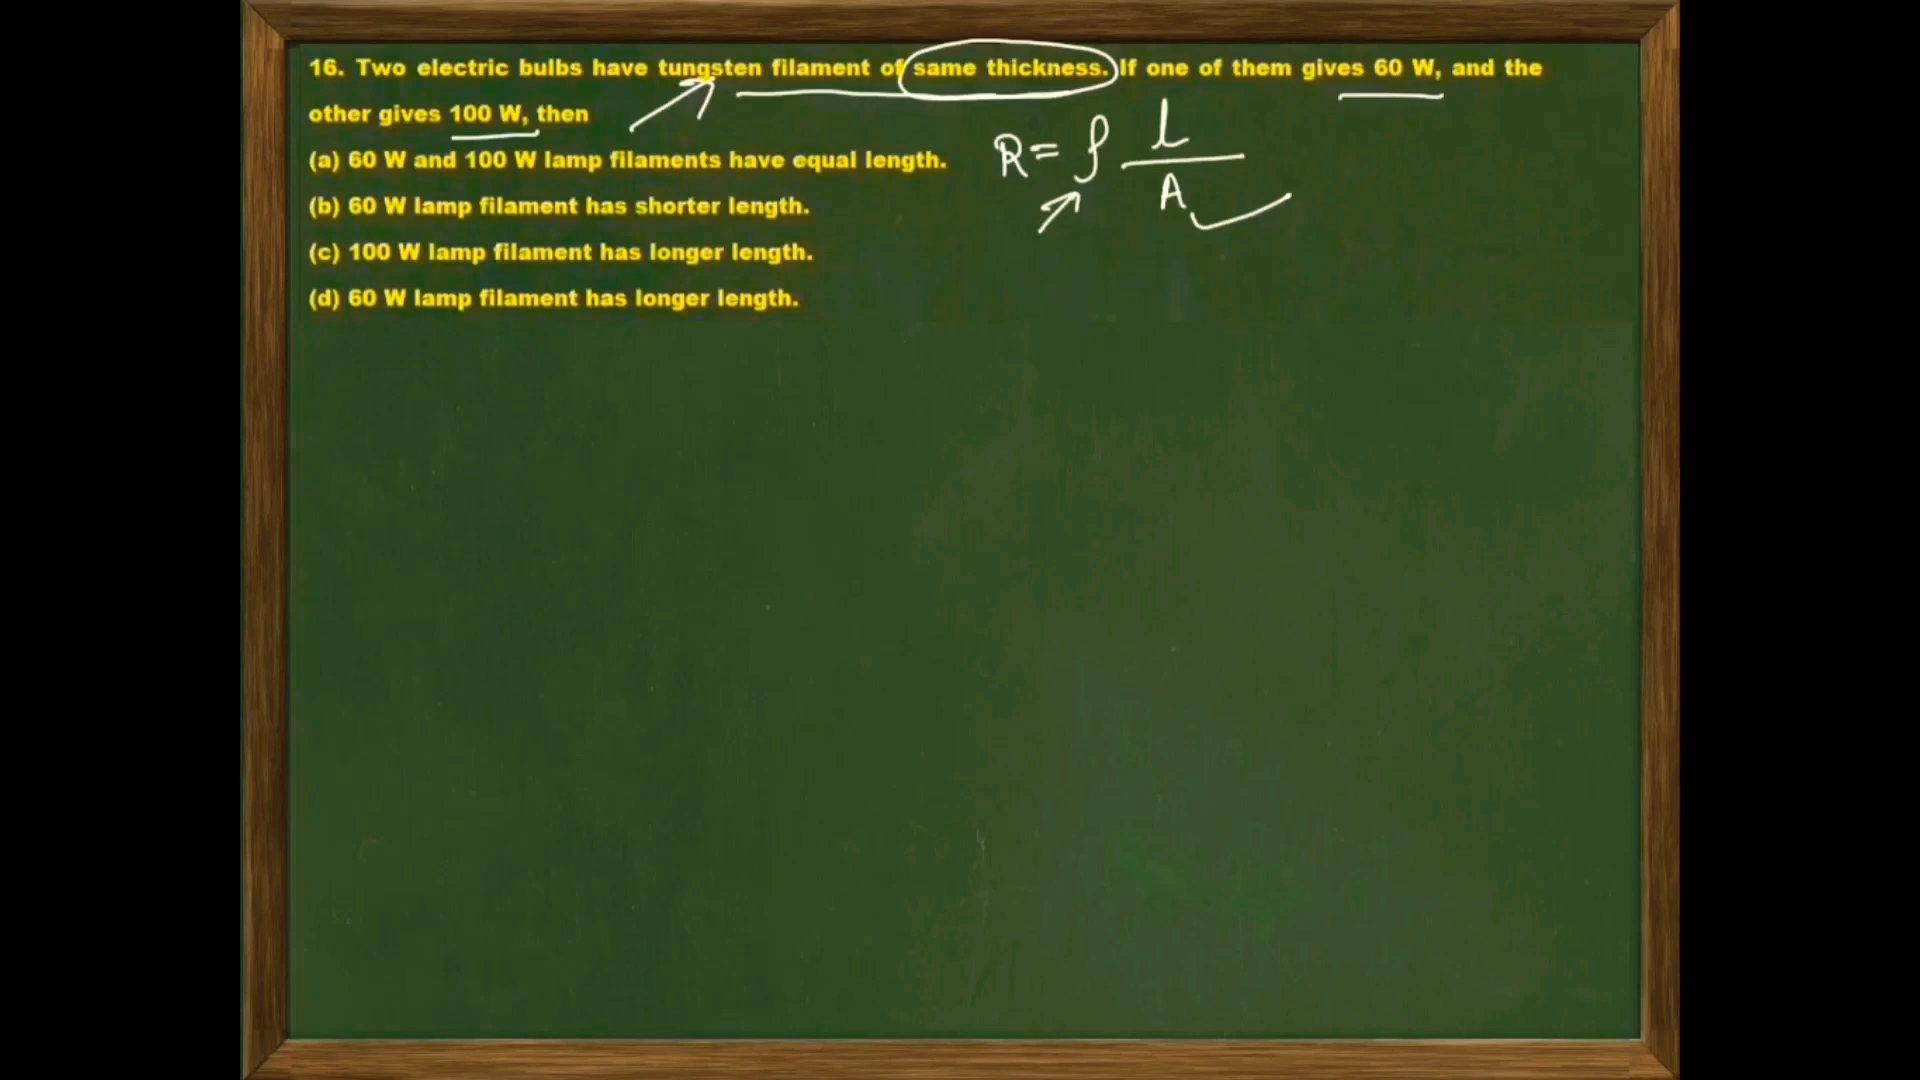 16. Two electric bulbs have tungsten filament of same thickness. If one of them gives 60 W, and the
other gives 100 W, then
(a) 60 W and 100 W lamp filaments have equal length.
(b) 60 W lamp filament has shorter length.
(c) 100 W lamp filament has longer length.
(d) 60 W lamp filament has longer length.
R = ρ l
A